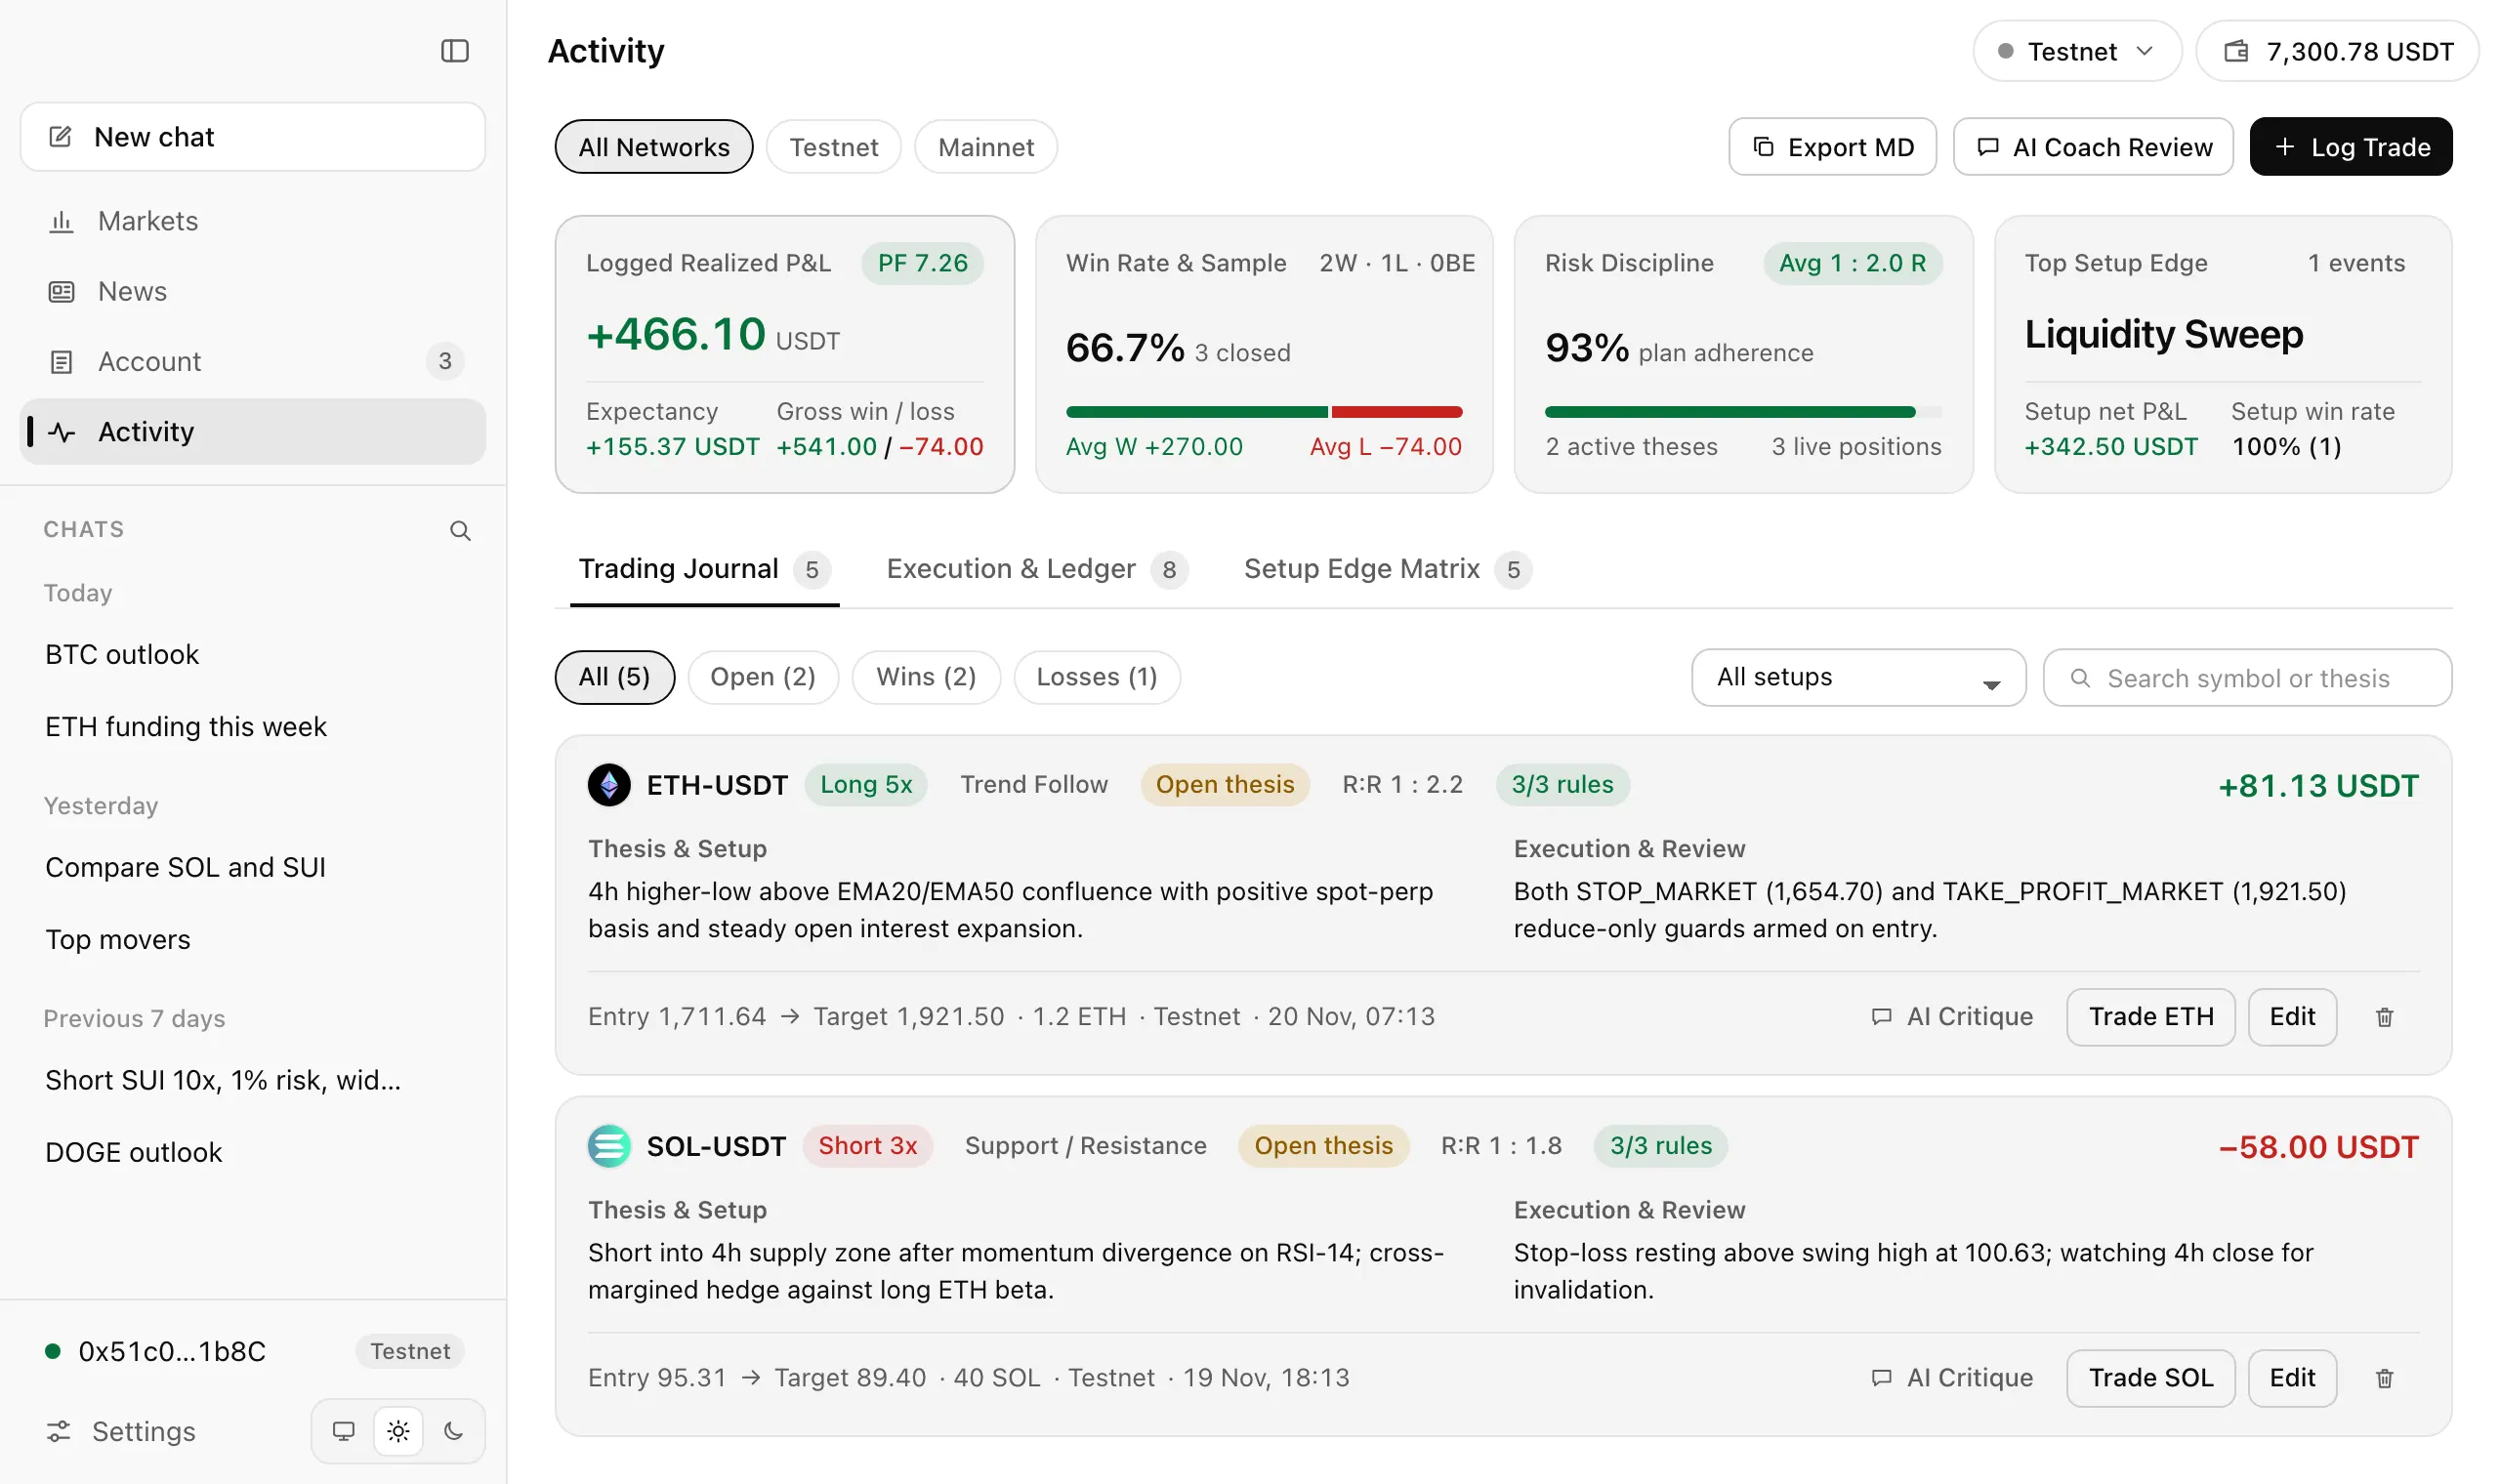 Activity
Testnet
7,300.78 USDT
New chat
Markets
News
Account 3
Activity
CHATS
Today
BTC outlook
ETH funding this week
Yesterday
Compare SOL and SUI
Top movers
Previous 7 days
Short SUI 10x, 1% risk, wid...
DOGE outlook
0x51c0...1b8C Testnet
Settings
All Networks Testnet Mainnet
Export MD AI Coach Review + Log Trade
Logged Realized P&L PF 7.26
+466.10 USDT
Expectancy Gross win / loss
+155.37 USDT +541.00 / −74.00
Win Rate & Sample 2W · 1L · 0BE
66.7% 3 closed
Avg W +270.00 Avg L −74.00
Risk Discipline Avg 1 : 2.0 R
93% plan adherence
2 active theses 3 live positions
Top Setup Edge 1 events
Liquidity Sweep
Setup net P&L Setup win rate
+342.50 USDT 100% (1)
Trading Journal 5 Execution & Ledger 8 Setup Edge Matrix 5
All (5) Open (2) Wins (2) Losses (1)
All setups Search symbol or thesis
ETH-USDT Long 5x Trend Follow Open thesis R:R 1 : 2.2 3/3 rules +81.13 USDT
Thesis & Setup
4h higher-low above EMA20/EMA50 confluence with positive spot-perp
basis and steady open interest expansion.
Execution & Review
Both STOP_MARKET (1,654.70) and TAKE_PROFIT_MARKET (1,921.50)
reduce-only guards armed on entry.
Entry 1,711.64 → Target 1,921.50 · 1.2 ETH · Testnet · 20 Nov, 07:13
AI Critique Trade ETH Edit
SOL-USDT Short 3x Support / Resistance Open thesis R:R 1 : 1.8 3/3 rules −58.00 USDT
Thesis & Setup
Short into 4h supply zone after momentum divergence on RSI-14; cross-
margined hedge against long ETH beta.
Execution & Review
Stop-loss resting above swing high at 100.63; watching 4h close for
invalidation.
Entry 95.31 → Target 89.40 · 40 SOL · Testnet · 19 Nov, 18:13
AI Critique Trade SOL Edit